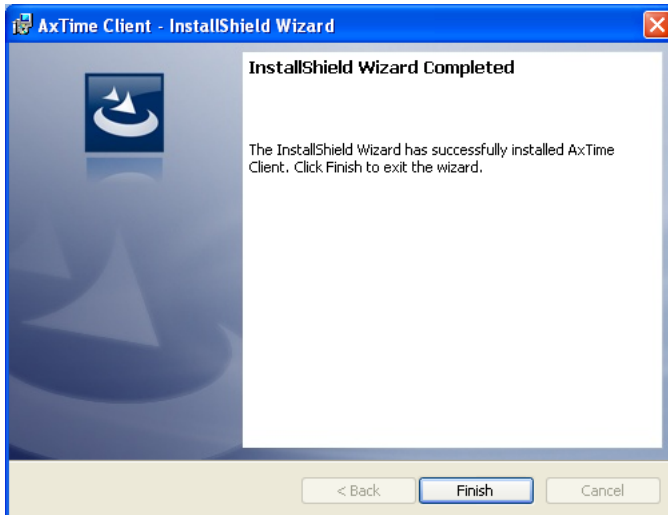 AxTime Client - InstallShield Wizard
InstallShield Wizard Completed
The InstallShield Wizard has successfully installed AxTime
Client. Click Finish to exit the wizard.
< Back
Finish
Cancel